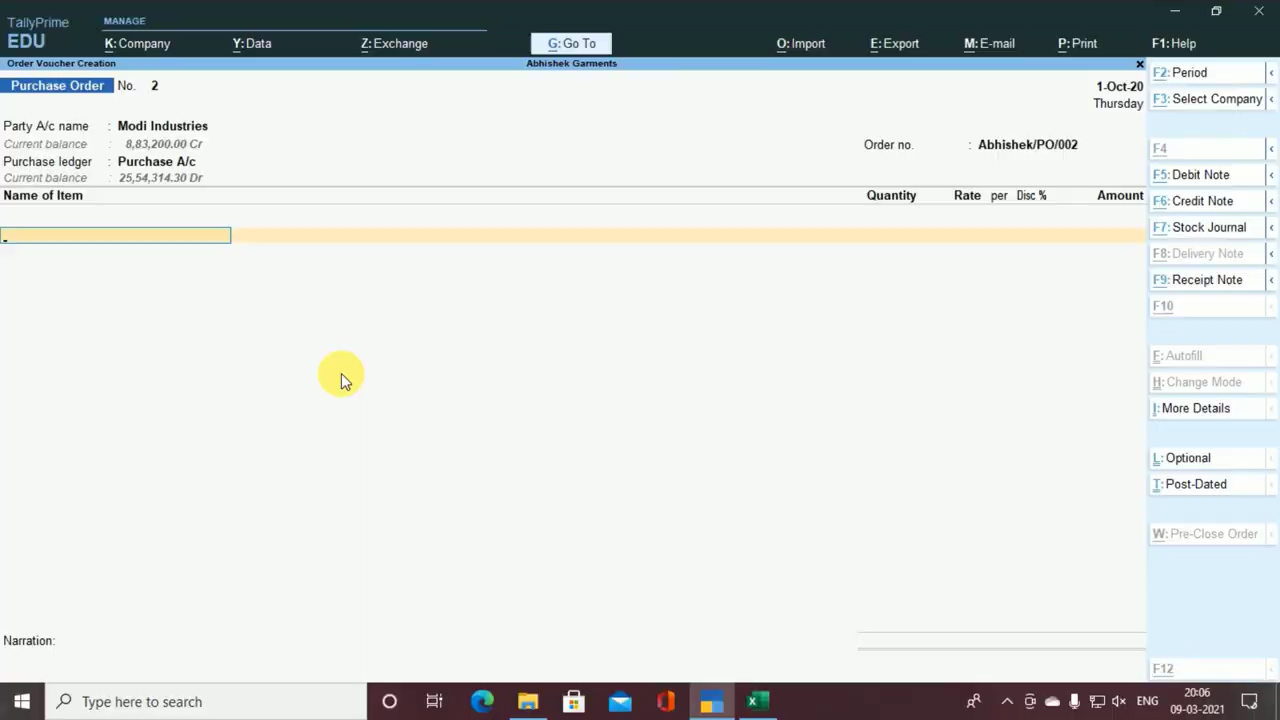 TallyPrime
EDU
MANAGE
K: Company
Y: Data
Z: Exchange
G: Go To
O: Import
E: Export
M: E-mail
P: Print
F1: Help
Order Voucher Creation
Abhishek Garments
Purchase Order No. 2
1-Oct-20
Thursday
Party A/c name : Modi Industries
Current balance : 8,83,200.00 Cr
Order no. : Abhishek/PO/002
Purchase ledger : Purchase A/c
Current balance : 25,54,314.30 Dr
Name of Item Quantity Rate per Disc % Amount
Narration:
F2: Period
F3: Select Company
F4
F5: Debit Note
F6: Credit Note
F7: Stock Journal
F8: Delivery Note
F9: Receipt Note
F10
F: Autofill
H: Change Mode
I: More Details
L: Optional
T: Post-Dated
W: Pre-Close Order
F12
Type here to search
ENG
20:06
09-03-2021